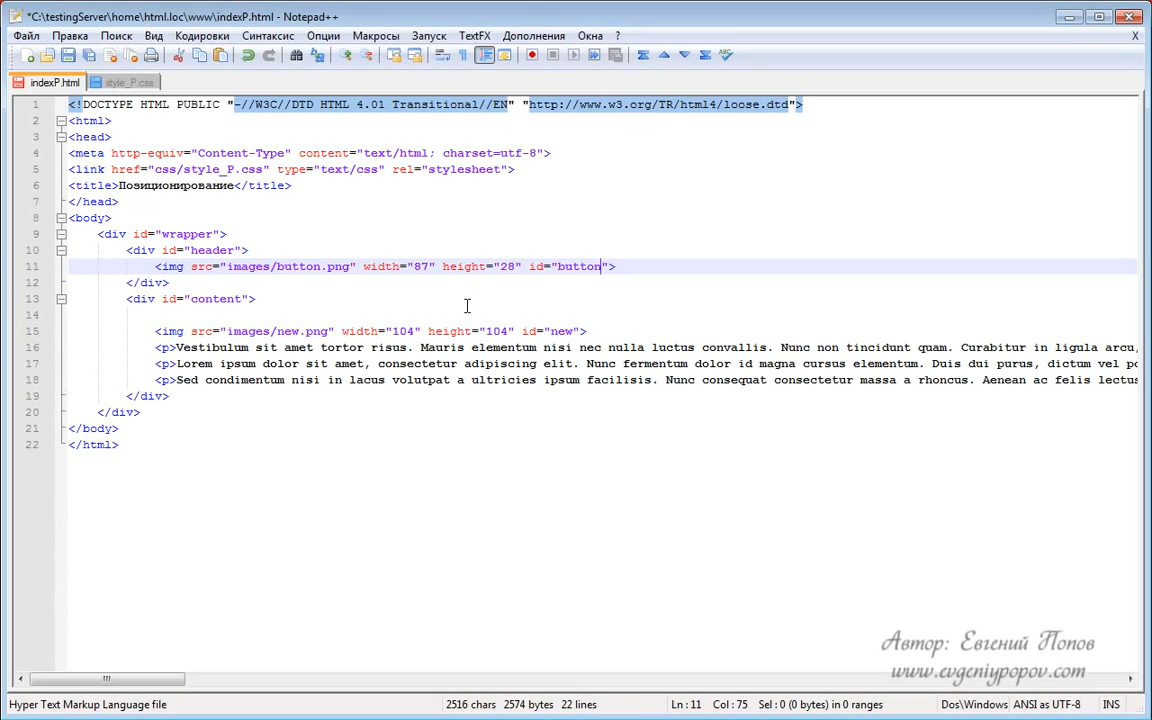 *C:\testingServer\home\html.loc\www\indexP.html - Notepad++
Файл Правка Поиск Вид Кодировки Синтаксис Опции Макросы Запуск TextFX Дополнения Окна ? X
indexP.html style_P.css
1 <!DOCTYPE HTML PUBLIC "-//W3C//DTD HTML 4.01 Transitional//EN" "http://www.w3.org/TR/html4/loose.dtd">
2 <html>
3 <head>
4 <meta http-equiv="Content-Type" content="text/html; charset=utf-8">
5 <link href="css/style_P.css" type="text/css" rel="stylesheet">
6 <title>Позиционирование</title>
7 </head>
8 <body>
9 <div id="wrapper">
10 <div id="header">
11 <img src="images/button.png" width="87" height="28" id="button">
12 </div>
13 <div id="content">
14
15 <img src="images/new.png" width="104" height="104" id="new">
16 <p>Vestibulum sit amet tortor risus. Mauris elementum nisi nec nulla luctus convallis. Nunc non tincidunt quam. Curabitur in ligula arcu,
17 <p>Lorem ipsum dolor sit amet, consectetur adipiscing elit. Nunc fermentum dolor id magna cursus elementum. Duis dui purus, dictum vel po
18 <p>Sed condimentum nisi in lacus volutpat a ultricies ipsum facilisis. Nunc consequat consectetur massa a rhoncus. Aenean ac felis lectus
19 </div>
20 </div>
21 </body>
22 </html>
Автор: Евгений Попов
www.evgeniypopov.com
Hyper Text Markup Language file 2516 chars 2574 bytes 22 lines Ln : 11 Col : 75 Sel : 0 (0 bytes) in 0 ranges Dos\Windows ANSI as UTF-8 INS